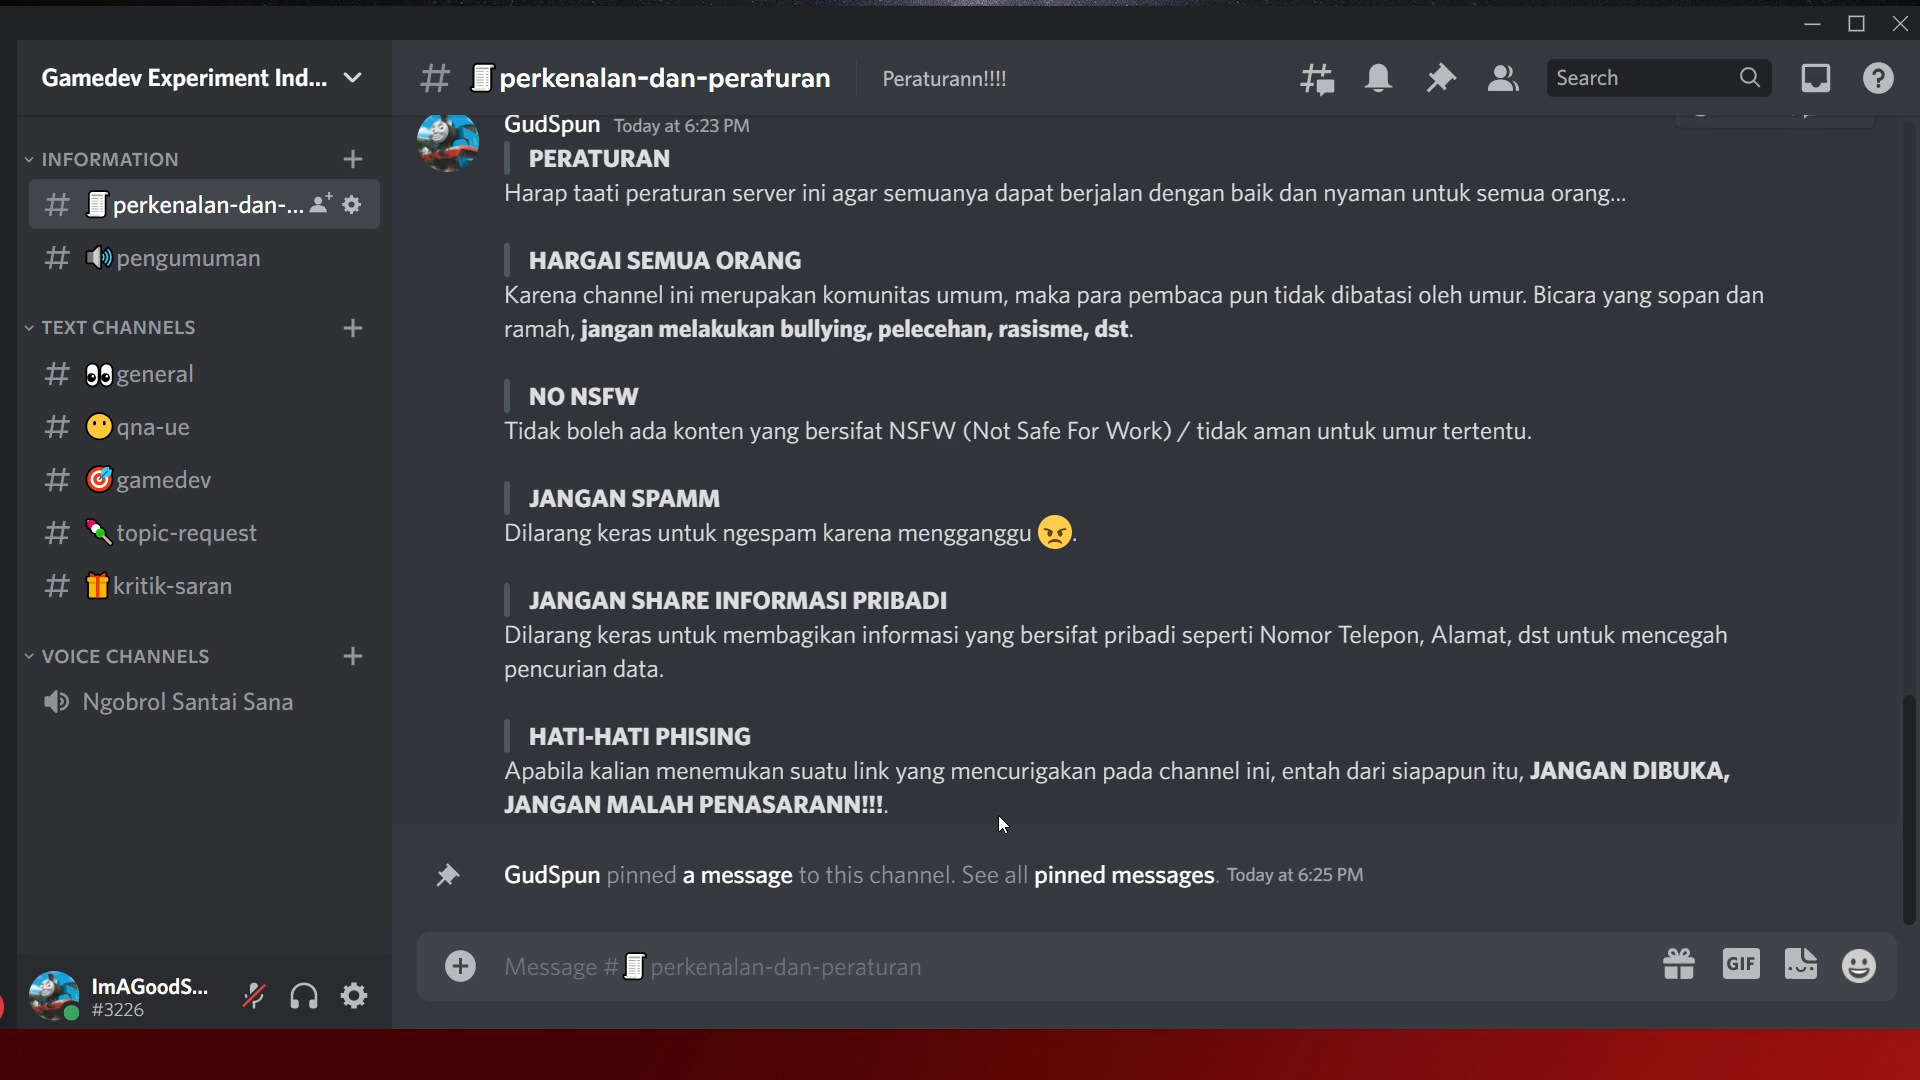 Gamedev Experiment Ind...
INFORMATION
perkenalan-dan-...
pengumuman
TEXT CHANNELS
general
qna-ue
gamedev
topic-request
kritik-saran
VOICE CHANNELS
Ngobrol Santai Sana
ImAGoodS...
#3226
perkenalan-dan-peraturan
Peraturann!!!!
Search
GudSpun Today at 6:23 PM
PERATURAN
Harap taati peraturan server ini agar semuanya dapat berjalan dengan baik dan nyaman untuk semua orang...
HARGAI SEMUA ORANG
Karena channel ini merupakan komunitas umum, maka para pembaca pun tidak dibatasi oleh umur. Bicara yang sopan dan
ramah, jangan melakukan bullying, pelecehan, rasisme, dst.
NO NSFW
Tidak boleh ada konten yang bersifat NSFW (Not Safe For Work) / tidak aman untuk umur tertentu.
JANGAN SPAMM
Dilarang keras untuk ngespam karena mengganggu 😠.
JANGAN SHARE INFORMASI PRIBADI
Dilarang keras untuk membagikan informasi yang bersifat pribadi seperti Nomor Telepon, Alamat, dst untuk mencegah
pencurian data.
HATI-HATI PHISING
Apabila kalian menemukan suatu link yang mencurigakan pada channel ini, entah dari siapapun itu, JANGAN DIBUKA,
JANGAN MALAH PENASARANN!!!.
GudSpun pinned a message to this channel. See all pinned messages. Today at 6:25 PM
Message #📜perkenalan-dan-peraturan
GIF